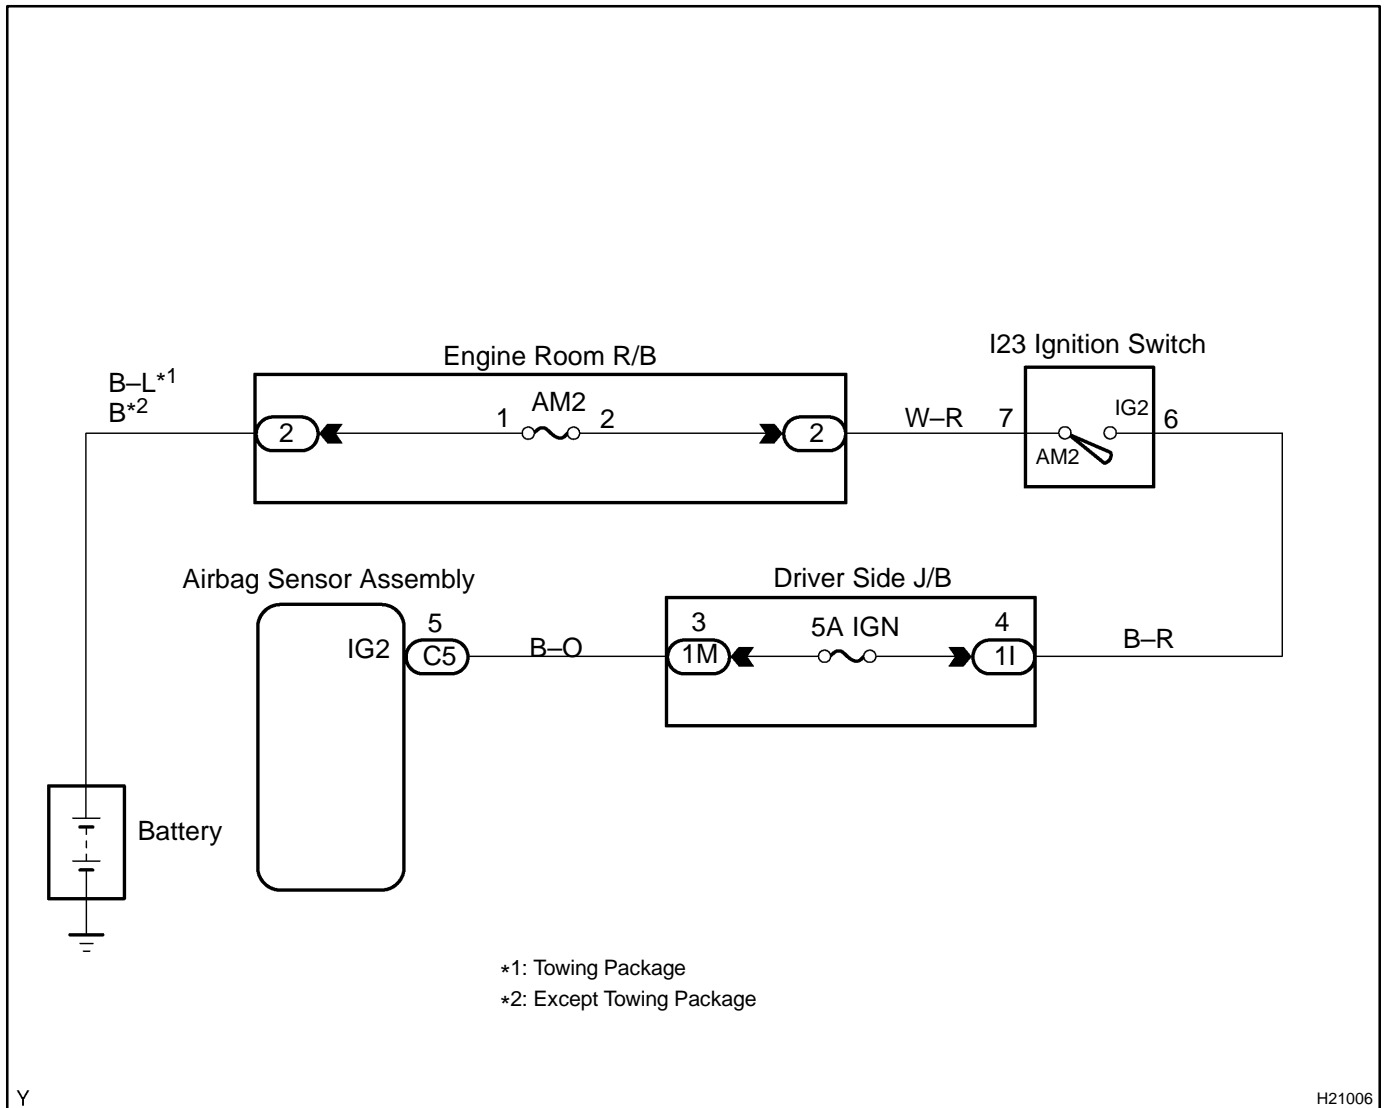 I23 Ignition Switch
Engine Room R/B
B–L*1
B*2
1 AM2 2
2
2
W–R
7
IG2
6
AM2
Airbag Sensor Assembly
Driver Side J/B
IG2
5
C5
B–O
3
1M
5A IGN
4
1I
B–R
Battery
*1: Towing Package
*2: Except Towing Package
Y
H21006